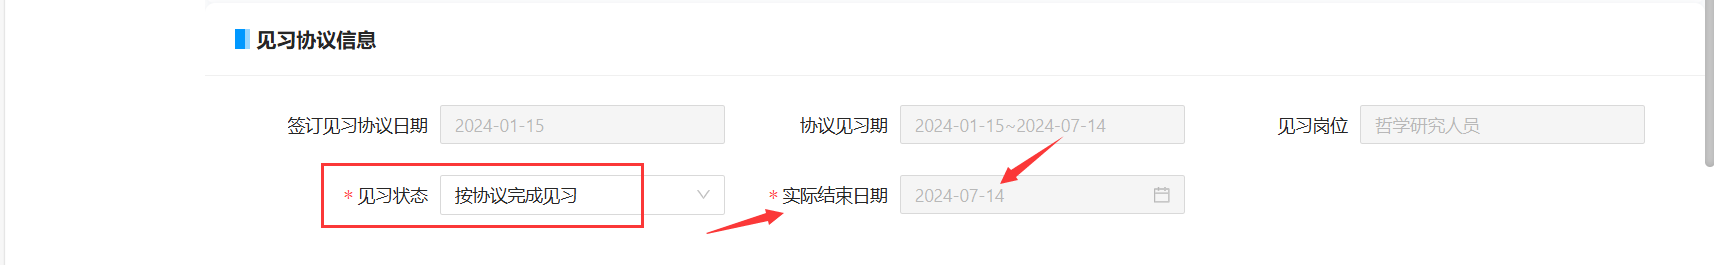 见习协议信息
签订见习协议日期 2024-01-15 协议见习期 2024-01-15~2024-07-14 见习岗位 哲学研究人员
* 见习状态 按协议完成见习 * 实际结束日期 2024-07-14